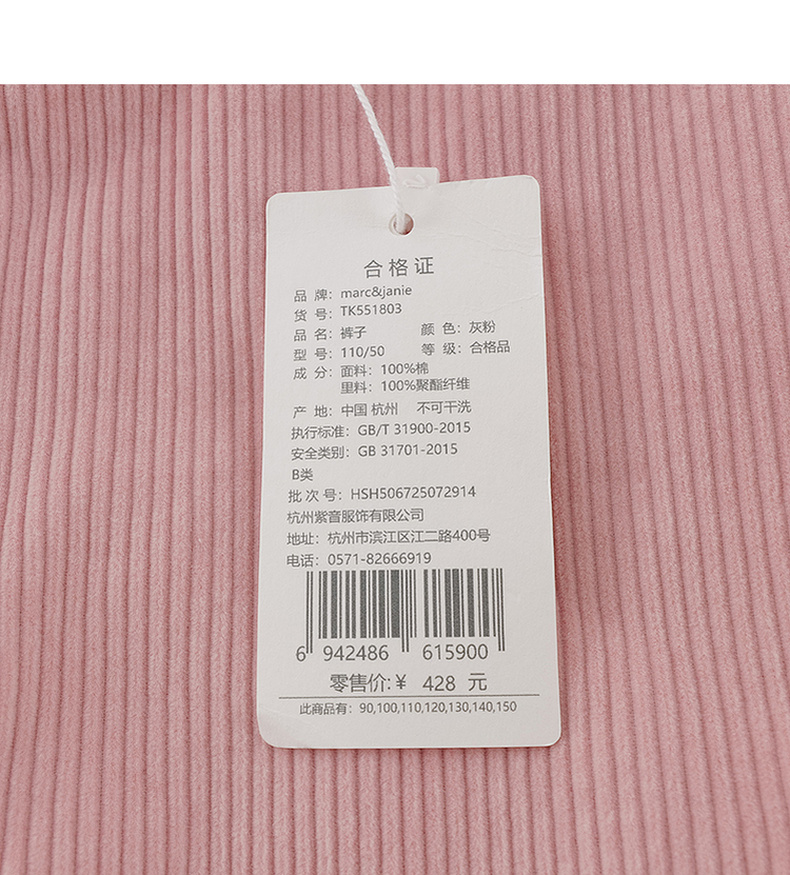 合格证
品 牌: marc&janie
货 号: TK551803
品 名: 裤子 颜 色: 灰粉
型 号: 110/50 等 级: 合格品
成 分: 面料: 100%棉
里料: 100%聚酯纤维
产 地: 中国 杭州 不可干洗
执行标准: GB/T 31900-2015
安全类别: GB 31701-2015
B类
批 次 号: HSH506725072914
杭州紫音服饰有限公司
地址: 杭州市滨江区江二路400号
电话: 0571-82666919
6 942486 615900
零售价:¥ 428 元
此商品有: 90,100,110,120,130,140,150